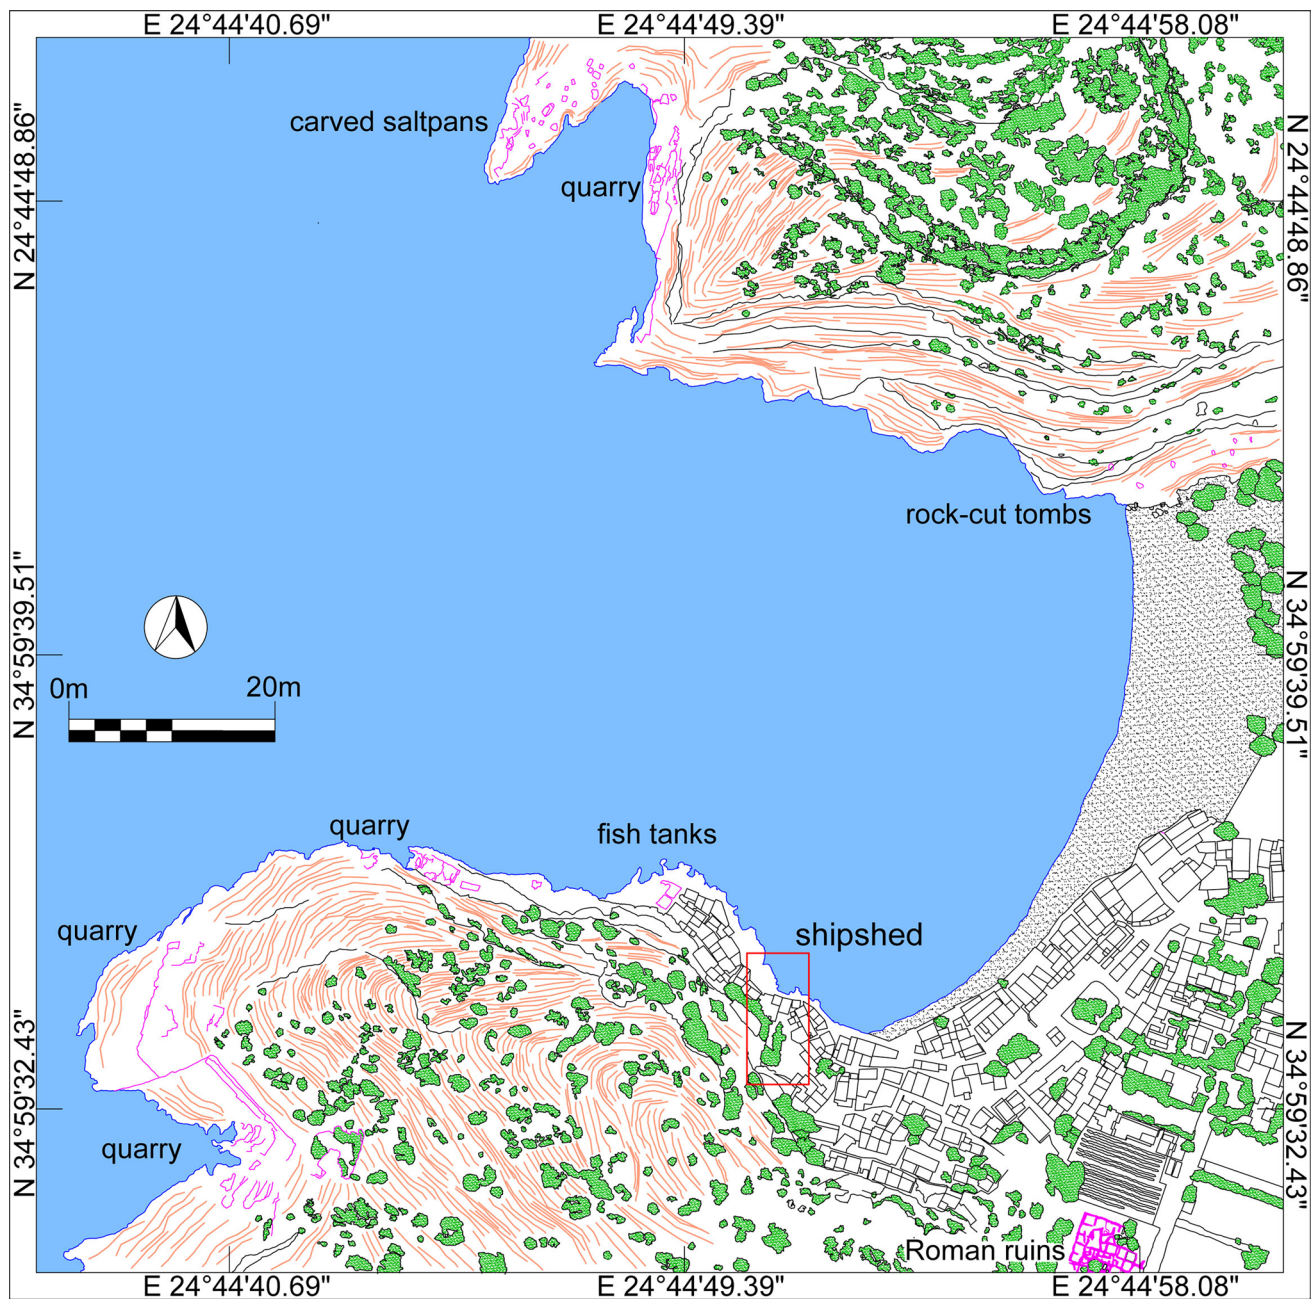 E 24°44'40.69" E 24°44'49.39" E 24°44'58.08"
carved saltpans
N 24°44'48.86"
N 24°44'48.86"
quarry
rock-cut tombs
N 34°59'39.51"
N 34°59'39.51"
0m 20m
quarry
fish tanks
quarry
shipshed
N 34°59'32.43"
N 34°59'32.43"
quarry
Roman ruins
E 24°44'40.69" E 24°44'49.39" E 24°44'58.08"